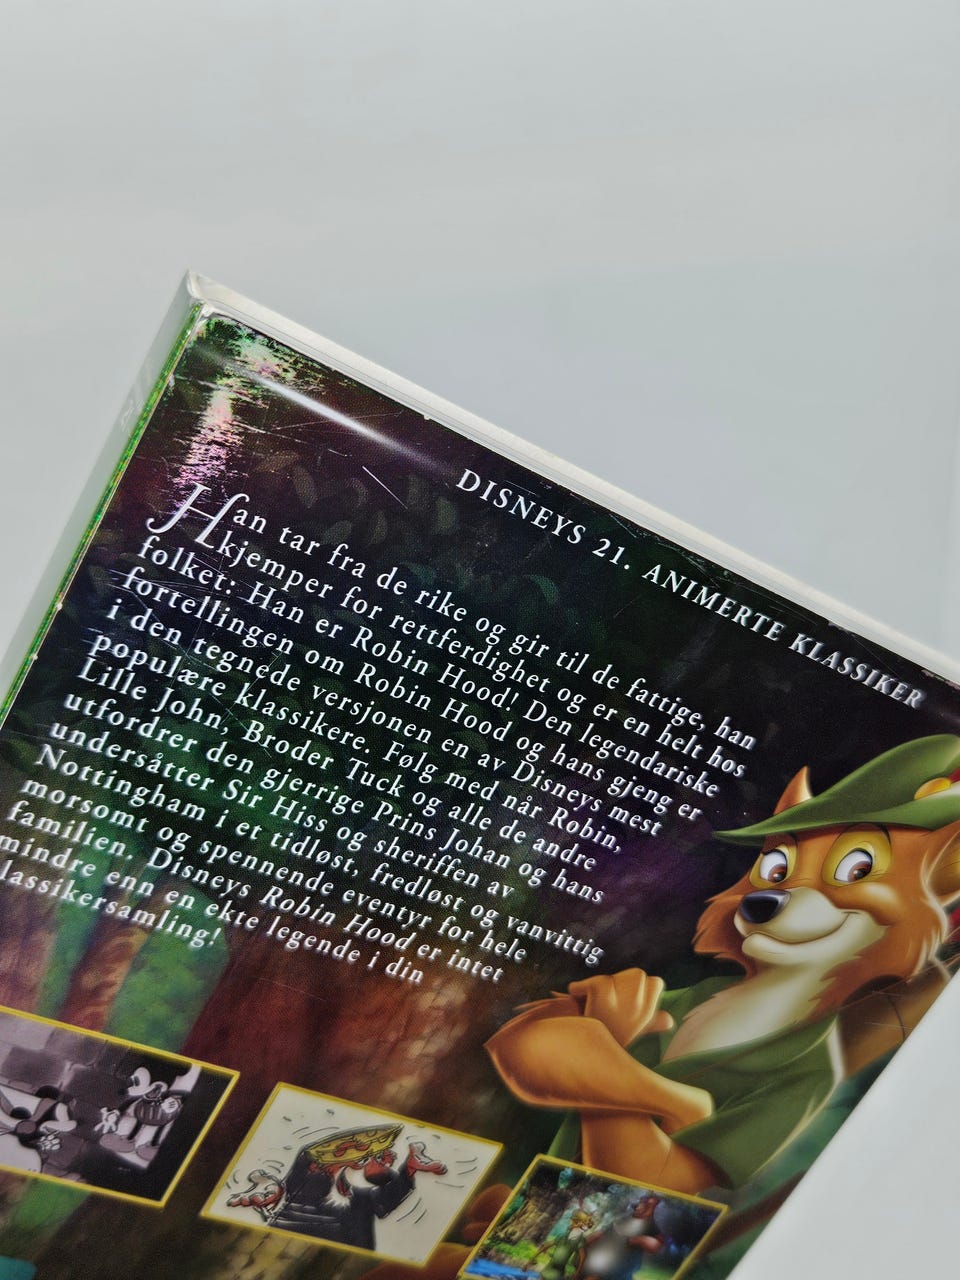 DISNEYS 21. ANIMERTE KLASSIKER
Han tar fra de rike og gir til de fattige, han
kjemper for rettferdighet og er en helt hos
folket: Han er Robin Hood! Den legendariske
fortellingen om Robin Hood og hans gjeng er
i den tegnede versjonen en av Disneys mest
populære klassikere. Følg med når Robin,
Lille John, Broder Tuck og alle de andre
utfordrer den gjerrige Prins Johan og hans
undersåtter Sir Hiss og sheriffen av
Nottingham i et tidløst, fredløst og vanvittig
morsomt og spennende eventyr for hele
familien. Disneys Robin Hood er intet
mindre enn en ekte legende i din
lassikersamling!